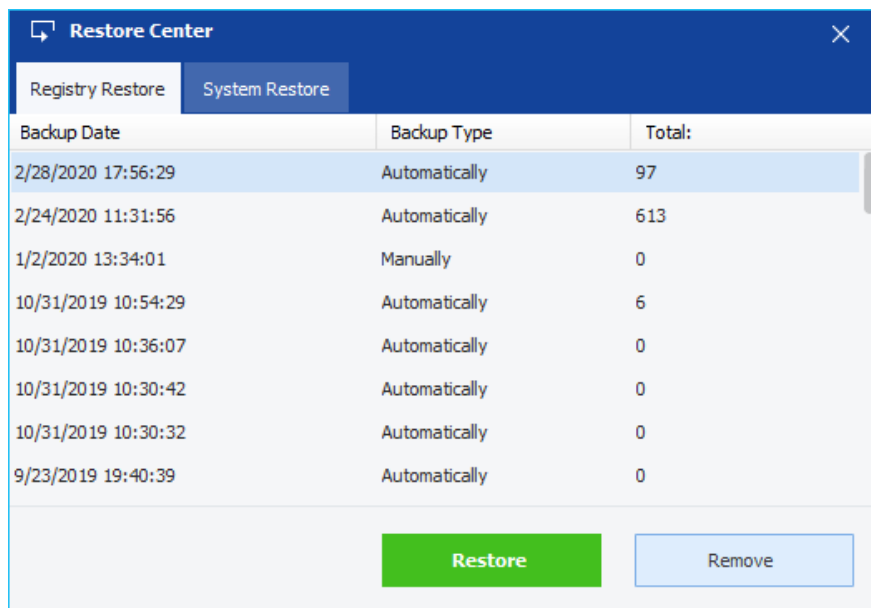 Restore Center
Registry Restore System Restore
Backup Date Backup Type Total:
2/28/2020 17:56:29 Automatically 97
2/24/2020 11:31:56 Automatically 613
1/2/2020 13:34:01 Manually 0
10/31/2019 10:54:29 Automatically 6
10/31/2019 10:36:07 Automatically 0
10/31/2019 10:30:42 Automatically 0
10/31/2019 10:30:32 Automatically 0
9/23/2019 19:40:39 Automatically 0
Restore Remove